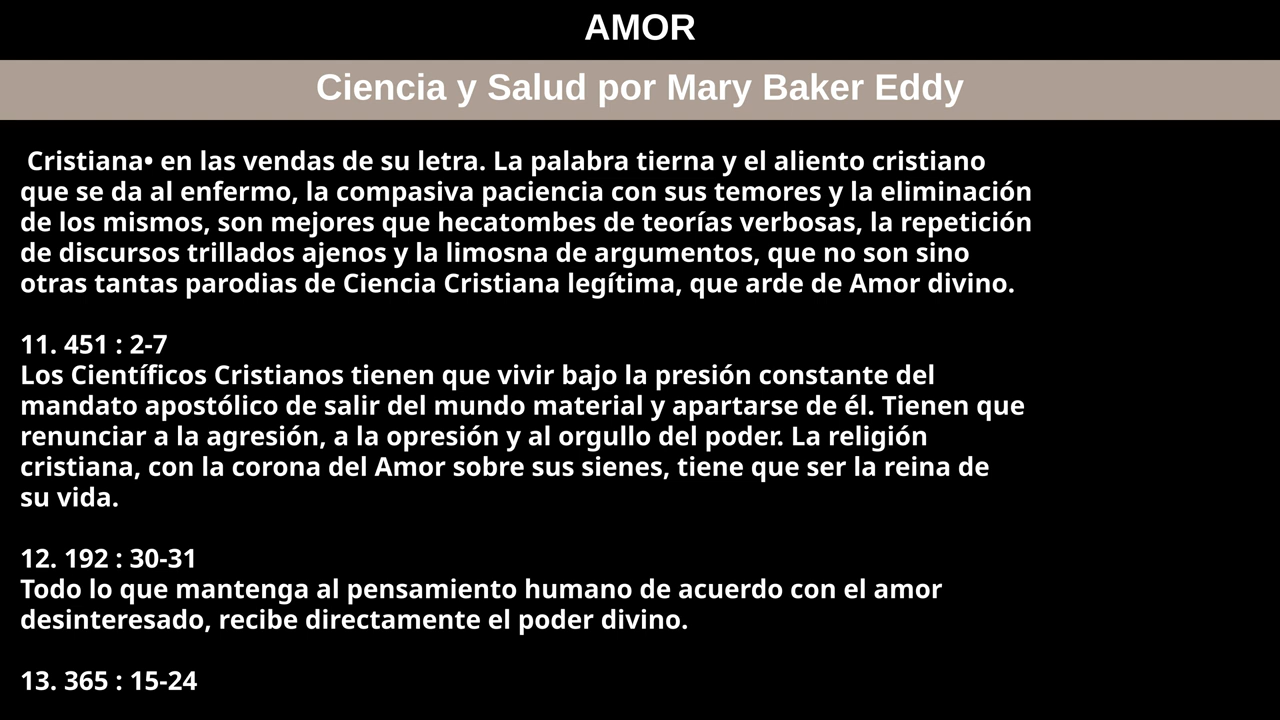 AMOR
Ciencia y Salud por Mary Baker Eddy
Cristiana• en las vendas de su letra. La palabra tierna y el aliento cristiano
que se da al enfermo, la compasiva paciencia con sus temores y la eliminación
de los mismos, son mejores que hecatombes de teorías verbosas, la repetición
de discursos trillados ajenos y la limosna de argumentos, que no son sino
otras tantas parodias de Ciencia Cristiana legítima, que arde de Amor divino.
11. 451 : 2-7
Los Científicos Cristianos tienen que vivir bajo la presión constante del
mandato apostólico de salir del mundo material y apartarse de él. Tienen que
renunciar a la agresión, a la opresión y al orgullo del poder. La religión
cristiana, con la corona del Amor sobre sus sienes, tiene que ser la reina de
su vida.
12. 192 : 30-31
Todo lo que mantenga al pensamiento humano de acuerdo con el amor
desinteresado, recibe directamente el poder divino.
13. 365 : 15-24